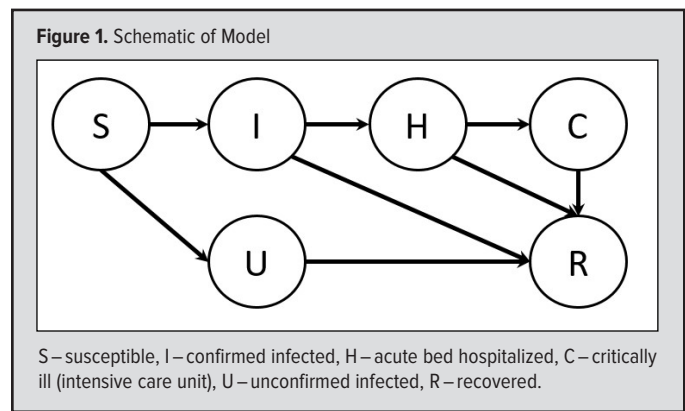 Figure 1. Schematic of Model
S I H C
U R
S – susceptible, I – confirmed infected, H – acute bed hospitalized, C – critically
ill (intensive care unit), U – unconfirmed infected, R – recovered.